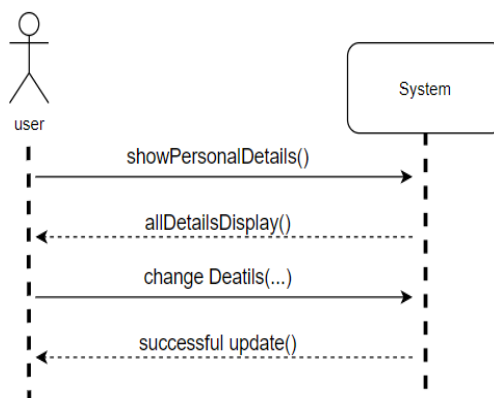 user
System
showPersonalDetails()
allDetailsDisplay()
change Deatils(...)
successful update()